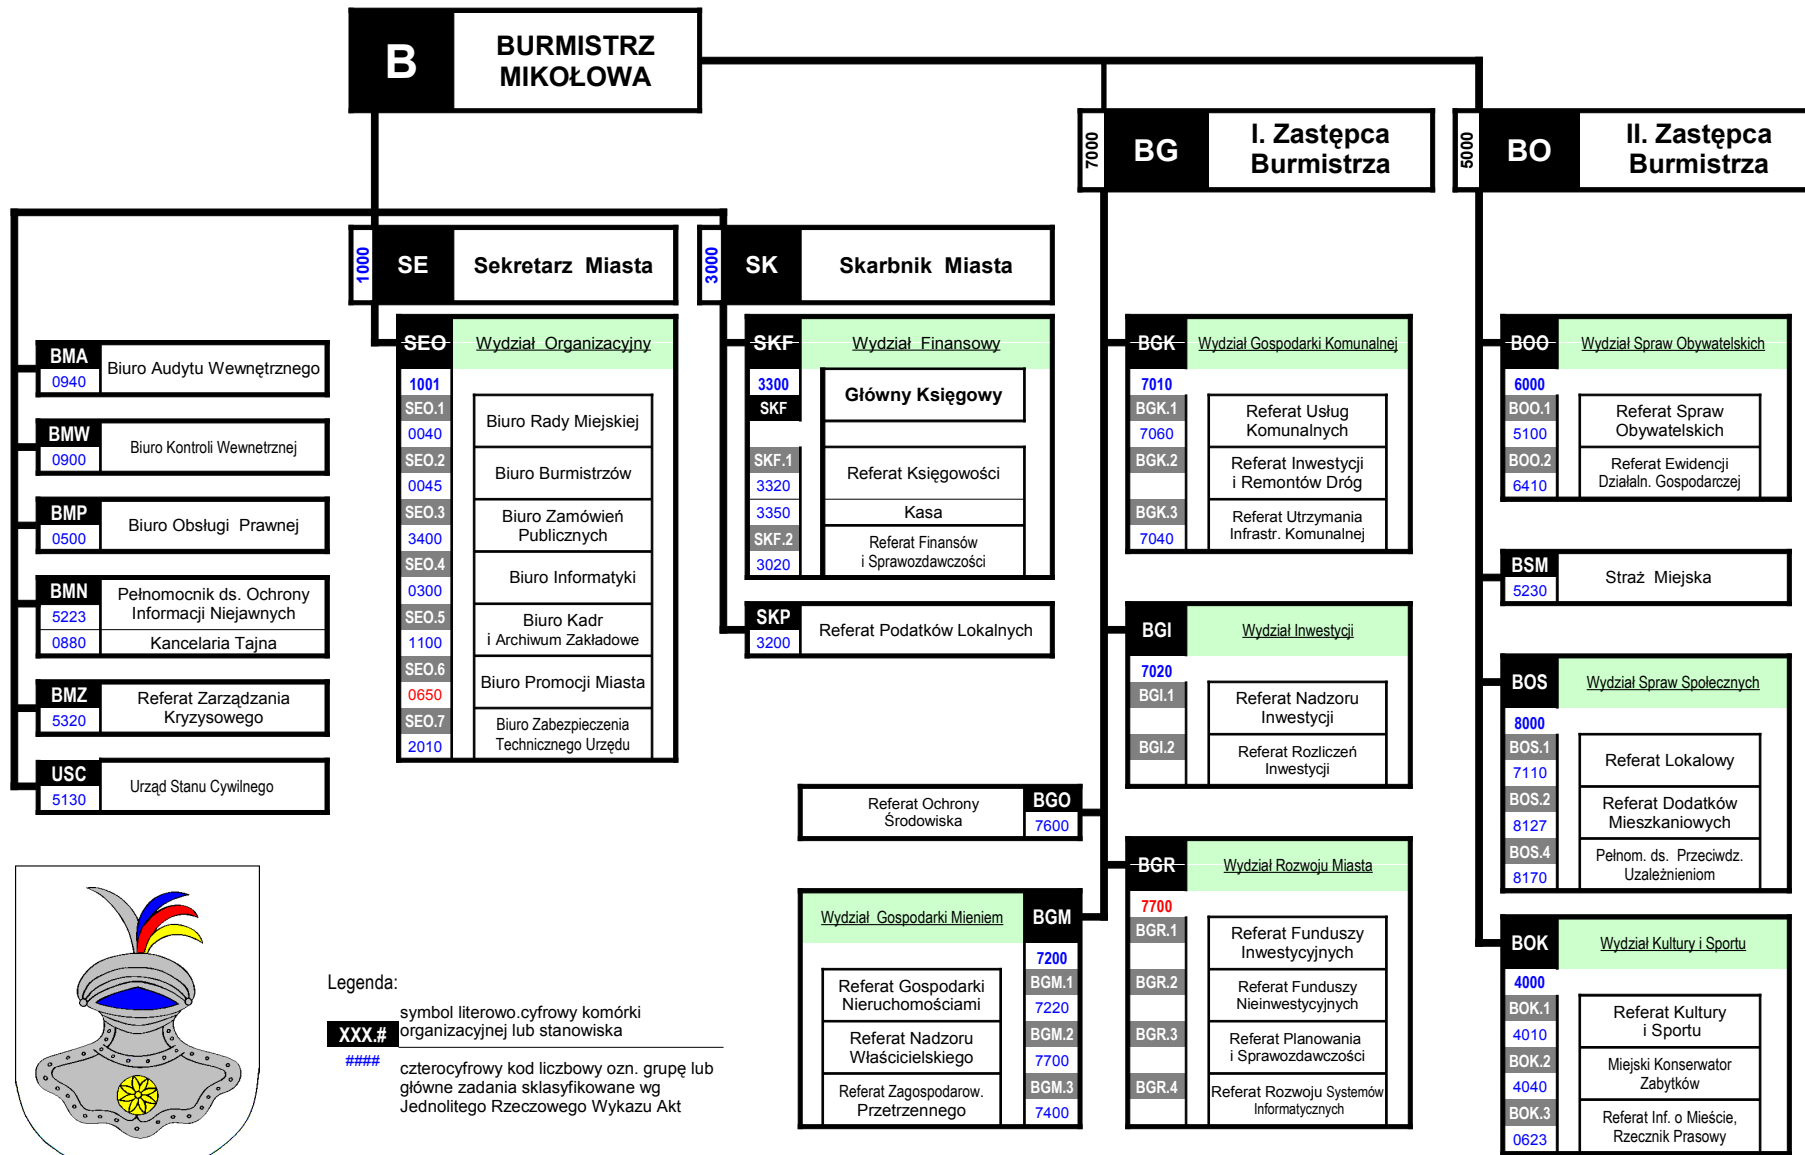 B
BURMISTRZ
MIKOŁOWA
7000
BG
I. Zastępca
Burmistrza
5000
BO
II. Zastępca
Burmistrza
1000
SE
Sekretarz Miasta
3000
SK
Skarbnik Miasta
BMA
0940
Biuro Audytu Wewnętrznego
BMW
0900
Biuro Kontroli Wewnetrznej
BMP
0500
Biuro Obsługi Prawnej
BMN
5223
Pełnomocnik ds. Ochrony
Informacji Niejawnych
0880
Kancelaria Tajna
BMZ
5320
Referat Zarządzania
Kryzysowego
USC
5130
Urząd Stanu Cywilnego
SEO
Wydział Organizacyjny
1001
SEO.1
0040
Biuro Rady Miejskiej
SEO.2
0045
Biuro Burmistrzów
SEO.3
3400
Biuro Zamówień
Publicznych
SEO.4
0300
Biuro Informatyki
SEO.5
1100
Biuro Kadr
i Archiwum Zakładowe
SEO.6
0650
Biuro Promocji Miasta
SEO.7
2010
Biuro Zabezpieczenia
Technicznego Urzędu
SKF
Wydział Finansowy
3300
SKF
Główny Księgowy
SKF.1
3320
Referat Księgowości
3350
Kasa
SKF.2
3020
Referat Finansów
i Sprawozdawczości
SKP
3200
Referat Podatków Lokalnych
BGK
Wydział Gospodarki Komunalnej
7010
BGK.1
7060
Referat Usług
Komunalnych
BGK.2
Referat Inwestycji
i Remontów Dróg
BGK.3
7040
Referat Utrzymania
Infrastr. Komunalnej
BGI
Wydział Inwestycji
7020
BGI.1
Referat Nadzoru
Inwestycji
BGI.2
Referat Rozliczeń
Inwestycji
Referat Ochrony
Środowiska
BGO
7600
BGR
Wydział Rozwoju Miasta
7700
BGR.1
Referat Funduszy
Inwestycyjnych
BGR.2
Referat Funduszy
Nieinwestycyjnych
BGR.3
Referat Planowania
i Sprawozdawczości
BGR.4
Referat Rozwoju Systemów
Informatycznych
Wydział Gospodarki Mieniem
BGM
7200
Referat Gospodarki
Nieruchomościami
BGM.1
7220
Referat Nadzoru
Właścicielskiego
BGM.2
7700
Referat Zagospodarow.
Przetrzennego
BGM.3
7400
BOO
Wydział Spraw Obywatelskich
6000
BOO.1
5100
Referat Spraw
Obywatelskich
BOO.2
6410
Referat Ewidencji
Działaln. Gospodarczej
BSM
5230
Straż Miejska
BOS
Wydział Spraw Społecznych
8000
BOS.1
7110
Referat Lokalowy
BOS.2
8127
Referat Dodatków
Mieszkaniowych
BOS.4
8170
Pełnom. ds. Przeciwdz.
Uzależnieniom
BOK
Wydział Kultury i Sportu
4000
BOK.1
4010
Referat Kultury
i Sportu
BOK.2
4040
Miejski Konserwator
Zabytków
BOK.3
0623
Referat Inf. o Mieście,
Rzecznik Prasowy
Legenda:
XXX.#
symbol literowo.cyfrowy komórki
organizacyjnej lub stanowiska
####
czterocyfrowy kod liczbowy ozn. grupę lub
główne zadania sklasyfikowane wg
Jednolitego Rzeczowego Wykazu Akt